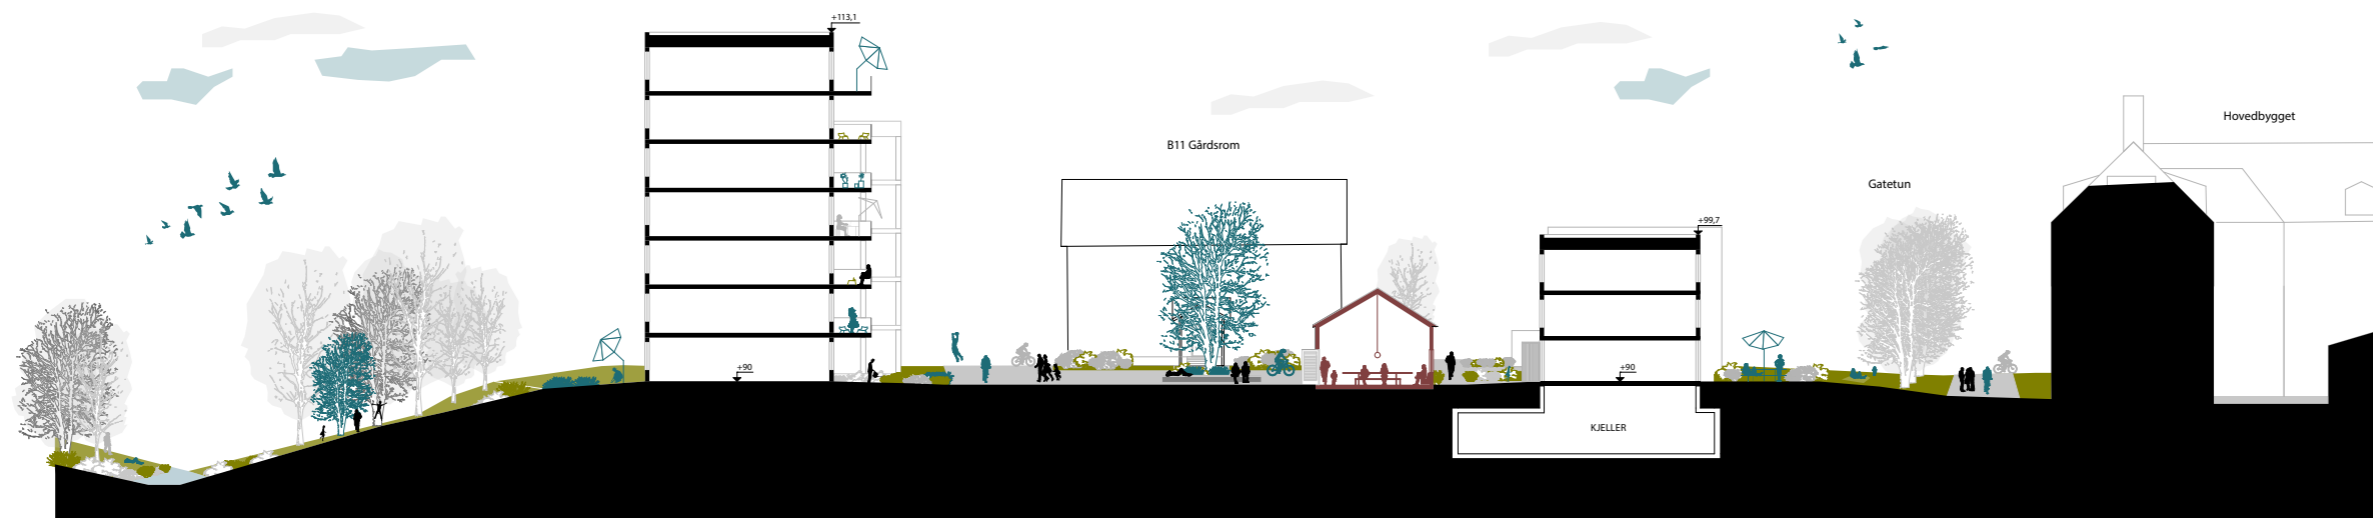 +113,1
B11 Gårdsrom
Hovedbygget
Gatetun
+99,7
+90
+90
KJELLER